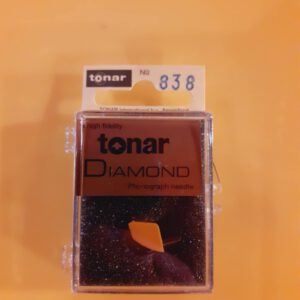 tonar
No
838
high fidelity
tonar
DIAMOND
Phonograph needle